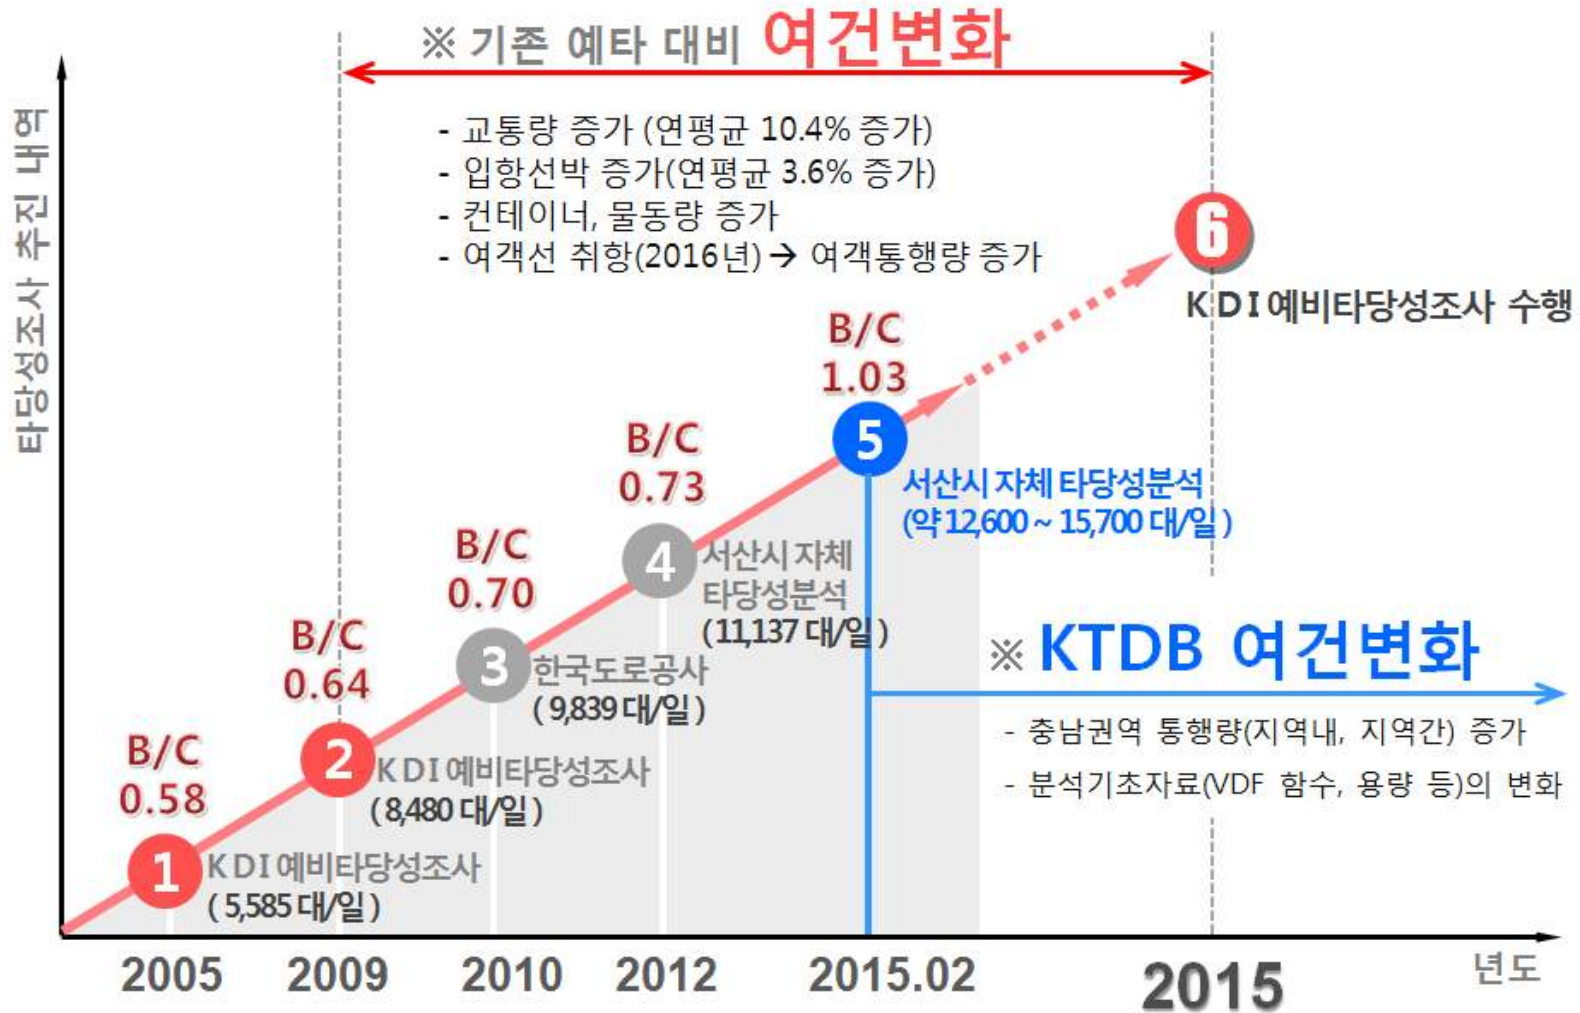 ※ 기존 예타 대비 여건변화
- 교통량 증가 (연평균 10.4% 증가)
- 입항선박 증가(연평균 3.6% 증가)
- 컨테이너, 물동량 증가
- 여객선 취항(2016년) → 여객통행량 증가
타당성조사 추진 내역
6
KDI예비타당성조사 수행
B/C
1.03
5
서산시 자체 타당성분석
(약 12,600 ~ 15,700 대/일)
B/C
0.73
4
서산시 자체
타당성분석
(11,137 대/일)
B/C
0.70
3
한국도로공사
(9,839 대/일)
B/C
0.64
2
KDI예비타당성조사
(8,480 대/일)
B/C
0.58
1
KDI예비타당성조사
(5,585 대/일)
※ KTDB 여건변화
- 충남권역 통행량(지역내, 지역간) 증가
- 분석기초자료(VDF 함수, 용량 등)의 변화
2005 2009 2010 2012 2015.02 2015 년도